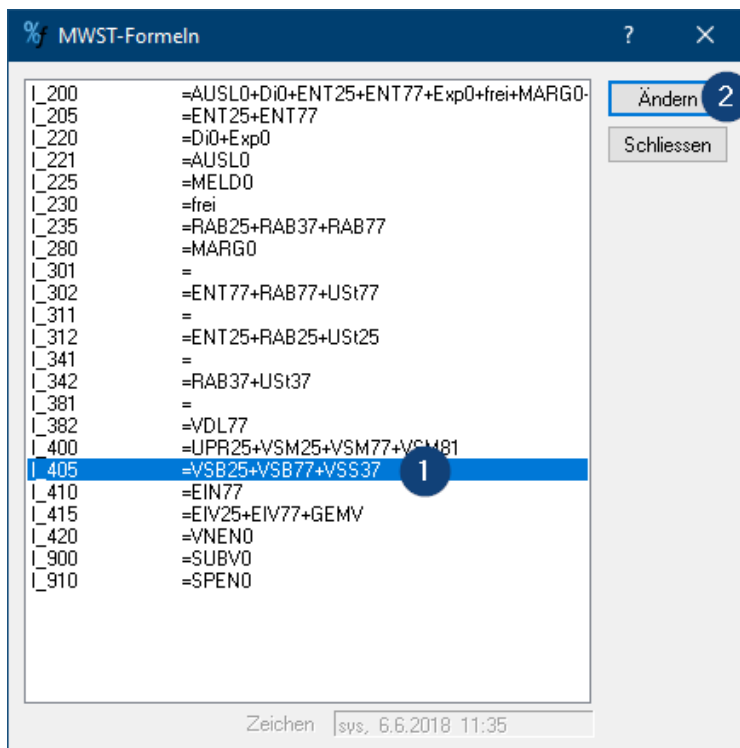 %f MWST-Formeln ? ×
I_200 =AUSL0+Di0+ENT25+ENT77+Exp0+frei+MARG0-
I_205 =ENT25+ENT77
I_220 =Di0+Exp0
I_221 =AUSL0
I_225 =MELD0
I_230 =frei
I_235 =RAB25+RAB37+RAB77
I_280 =MARG0
I_301 =
I_302 =ENT77+RAB77+USt77
I_311 =
I_312 =ENT25+RAB25+USt25
I_341 =
I_342 =RAB37+USt37
I_381 =
I_382 =VDL77
I_400 =UPR25+VSM25+VSM77+VSM81
I_405 =VSB25+VSB77+VSS37 1
I_410 =EIN77
I_415 =EIV25+EIV77+GEMV
I_420 =VNEN0
I_900 =SUBV0
I_910 =SPEN0
Ändern 2
Schliessen
Zeichen sys, 6.6.2018 11:35